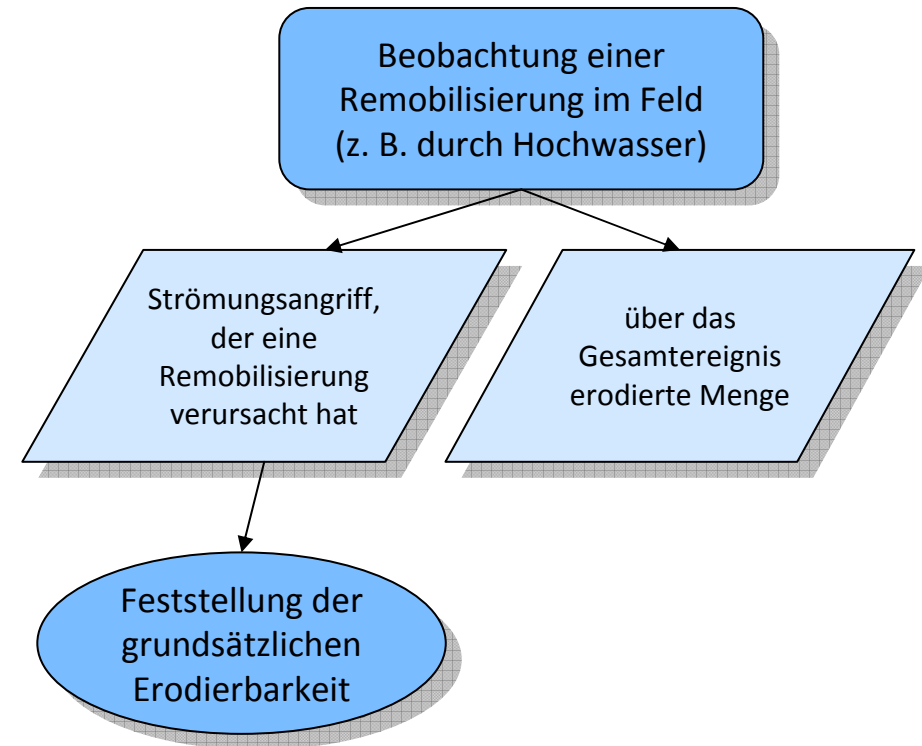 Beobachtung einer
Remobilisierung im Feld
(z. B. durch Hochwasser)
Strömungsangriff,
der eine
Remobilisierung
verursacht hat
über das
Gesamtereignis
erodierte Menge
Feststellung der
grundsätzlichen
Erodierbarkeit